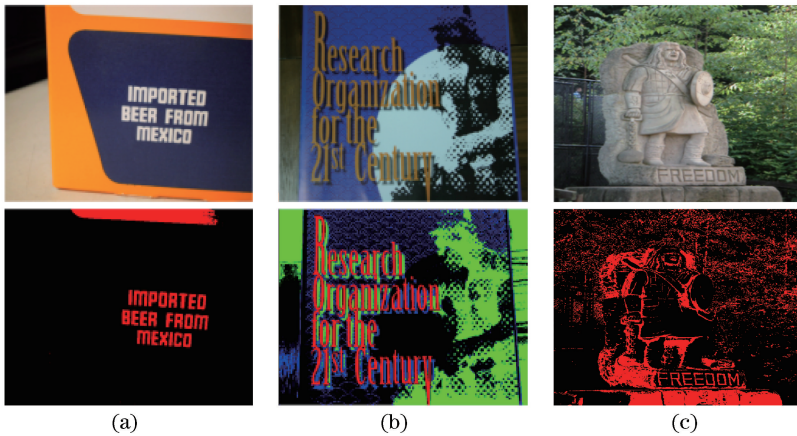 IMPORTED
BEER FROM
MEXICO
Research
Organization
for the
21st Century
FREEDOM
IMPORTED
BEER FROM
MEXICO
Research
Organization
for the
21st Century
FREEDOM
(a)
(b)
(c)